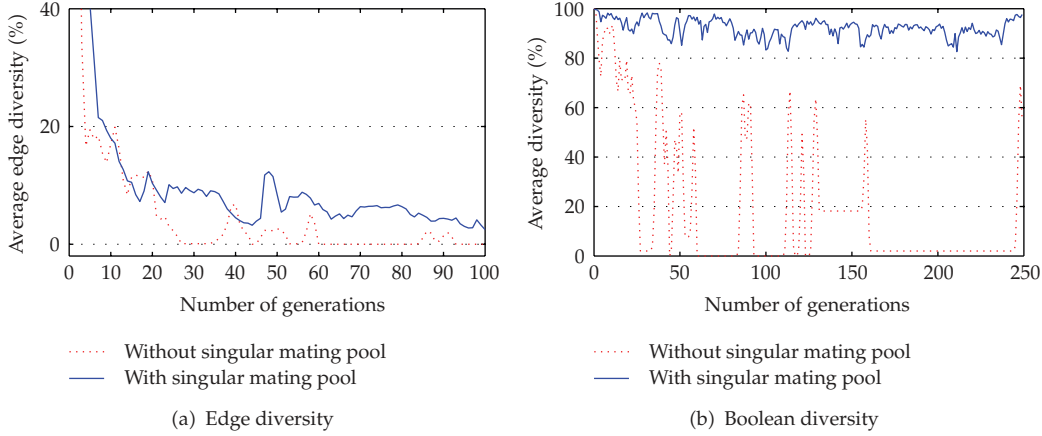 40
20
0
Average edge diversity (%)
0 10 20 30 40 50 60 70 80 90 100
Number of generations
Without singular mating pool
With singular mating pool
(a) Edge diversity
100
80
60
40
20
0
Average diversity (%)
0 50 100 150 200 250
Number of generations
Without singular mating pool
With singular mating pool
(b) Boolean diversity